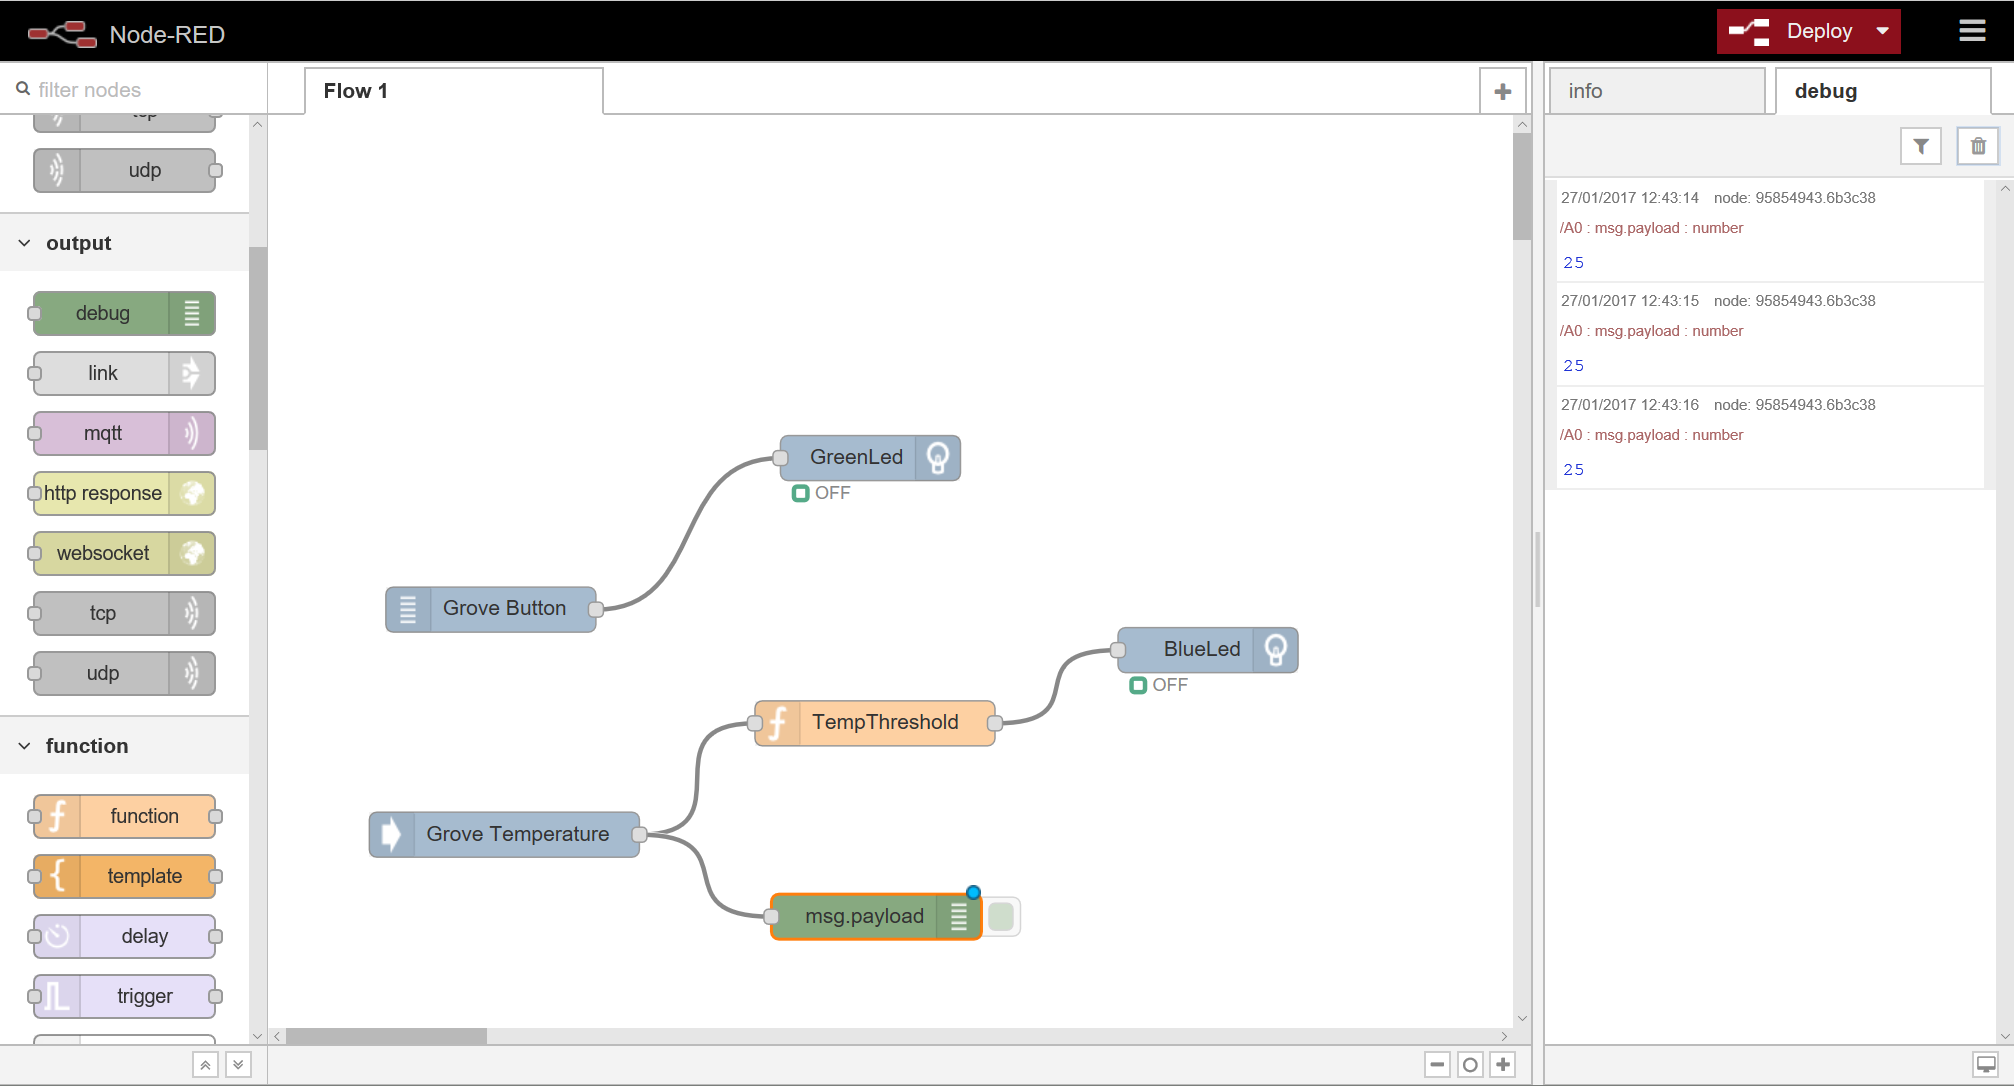 Node-RED
Deploy
filter nodes
Flow 1
info
debug
tcp
udp
output
debug
link
mqtt
http response
websocket
tcp
udp
function
function
template
delay
trigger
GreenLed
OFF
Grove Button
BlueLed
OFF
TempThreshold
Grove Temperature
msg.payload
27/01/2017 12:43:14 node: 95854943.6b3c38
/A0 : msg.payload : number
25
27/01/2017 12:43:15 node: 95854943.6b3c38
/A0 : msg.payload : number
25
27/01/2017 12:43:16 node: 95854943.6b3c38
/A0 : msg.payload : number
25